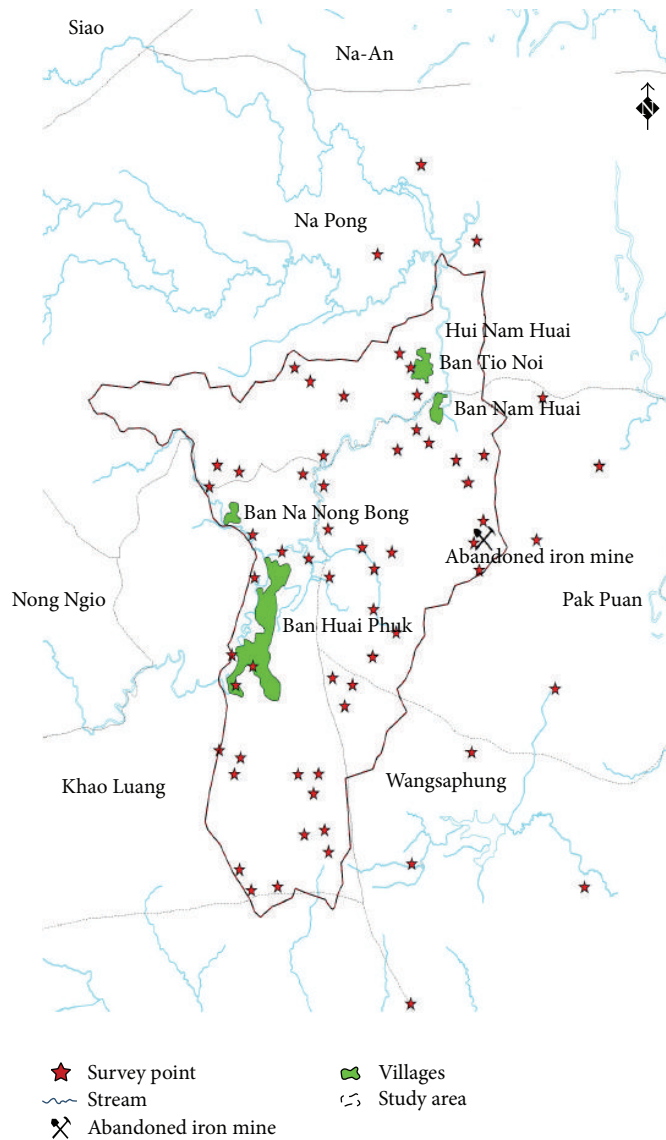 Siao
Na-An
N
Na Pong
Hui Nam Huai
Ban Tio Noi
Ban Nam Huai
Ban Na Nong Bong
Abandoned iron mine
Nong Ngio
Pak Puan
Ban Huai Phuk
Khao Luang
Wangsaphung
Survey point
Villages
Stream
Study area
Abandoned iron mine